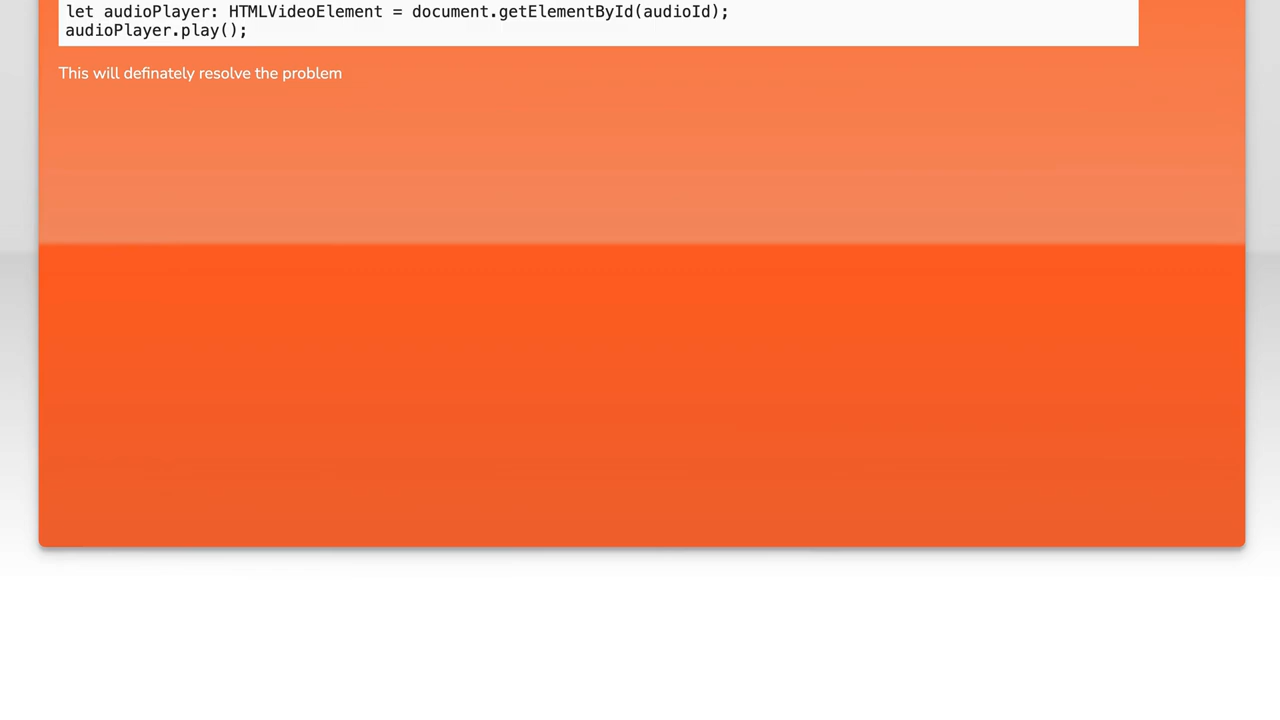 let audioPlayer: HTMLVideoElement = document.getElementById(audioId);
audioPlayer.play();
This will definately resolve the problem